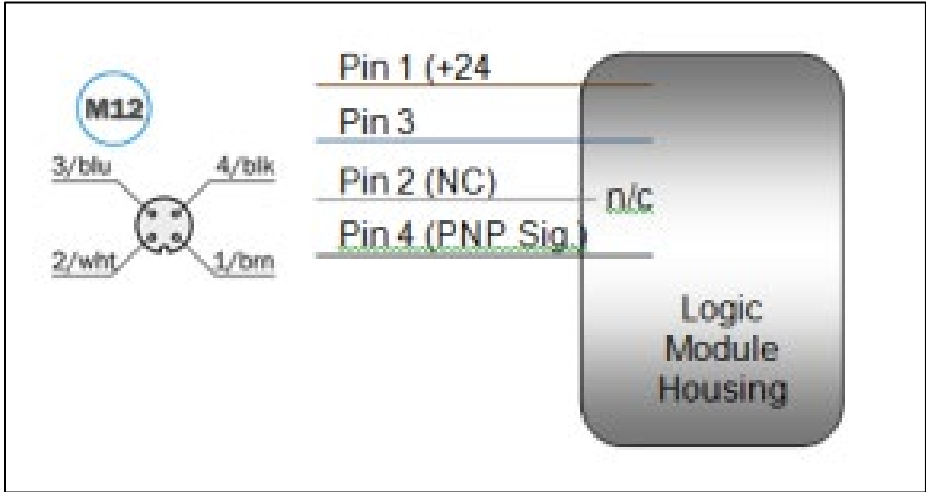 M12
3/blu
4/blk
2/wht
1/brn
Pin 1 (+24
Pin 3
Pin 2 (NC)
n/c
Pin 4 (PNP Sig.)
Logic
Module
Housing